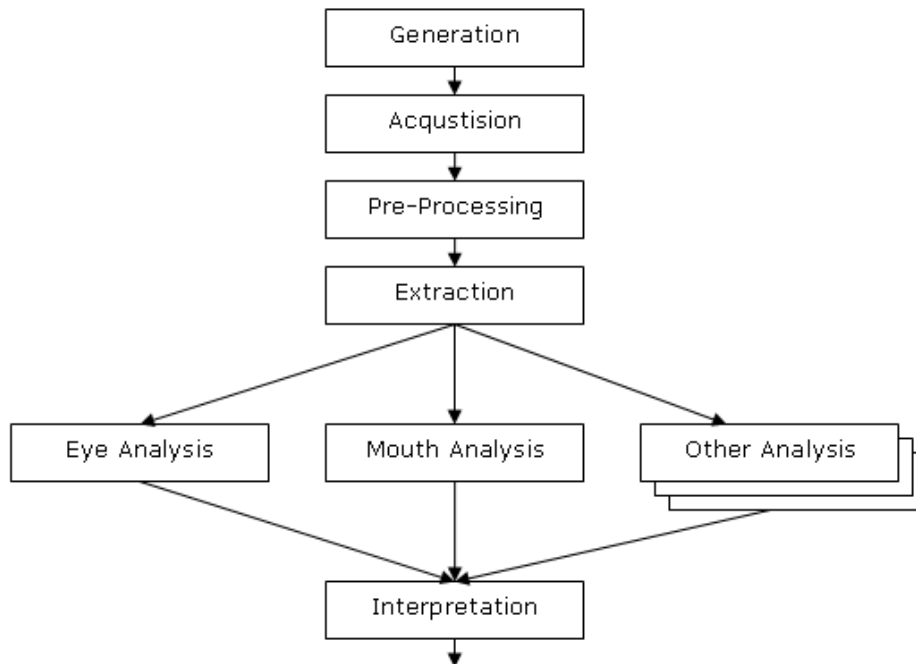 Generation
Acqustision
Pre-Processing
Extraction
Eye Analysis
Mouth Analysis
Other Analysis
Interpretation